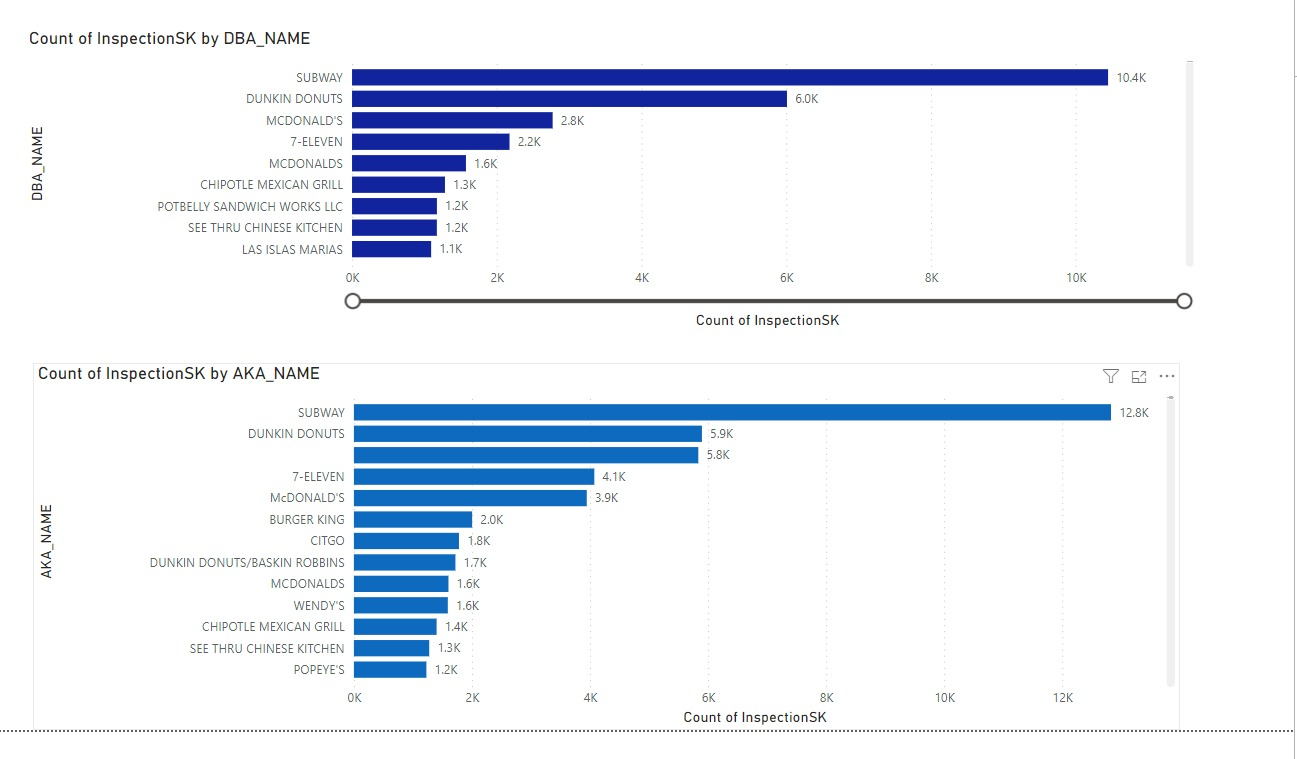 Count of InspectionSK by DBA_NAME
DBA_NAME
SUBWAY 10.4K
DUNKIN DONUTS 6.0K
MCDONALD'S 2.8K
7-ELEVEN 2.2K
MCDONALDS 1.6K
CHIPOTLE MEXICAN GRILL 1.3K
POTBELLY SANDWICH WORKS LLC 1.2K
SEE THRU CHINESE KITCHEN 1.2K
LAS ISLAS MARIAS 1.1K
0K 2K 4K 6K 8K 10K
Count of InspectionSK
Count of InspectionSK by AKA_NAME
AKA_NAME
SUBWAY 12.8K
DUNKIN DONUTS 5.9K
5.8K
7-ELEVEN 4.1K
McDONALD'S 3.9K
BURGER KING 2.0K
CITGO 1.8K
DUNKIN DONUTS/BASKIN ROBBINS 1.7K
MCDONALDS 1.6K
WENDY'S 1.6K
CHIPOTLE MEXICAN GRILL 1.4K
SEE THRU CHINESE KITCHEN 1.3K
POPEYE'S 1.2K
0K 2K 4K 6K 8K 10K 12K
Count of InspectionSK